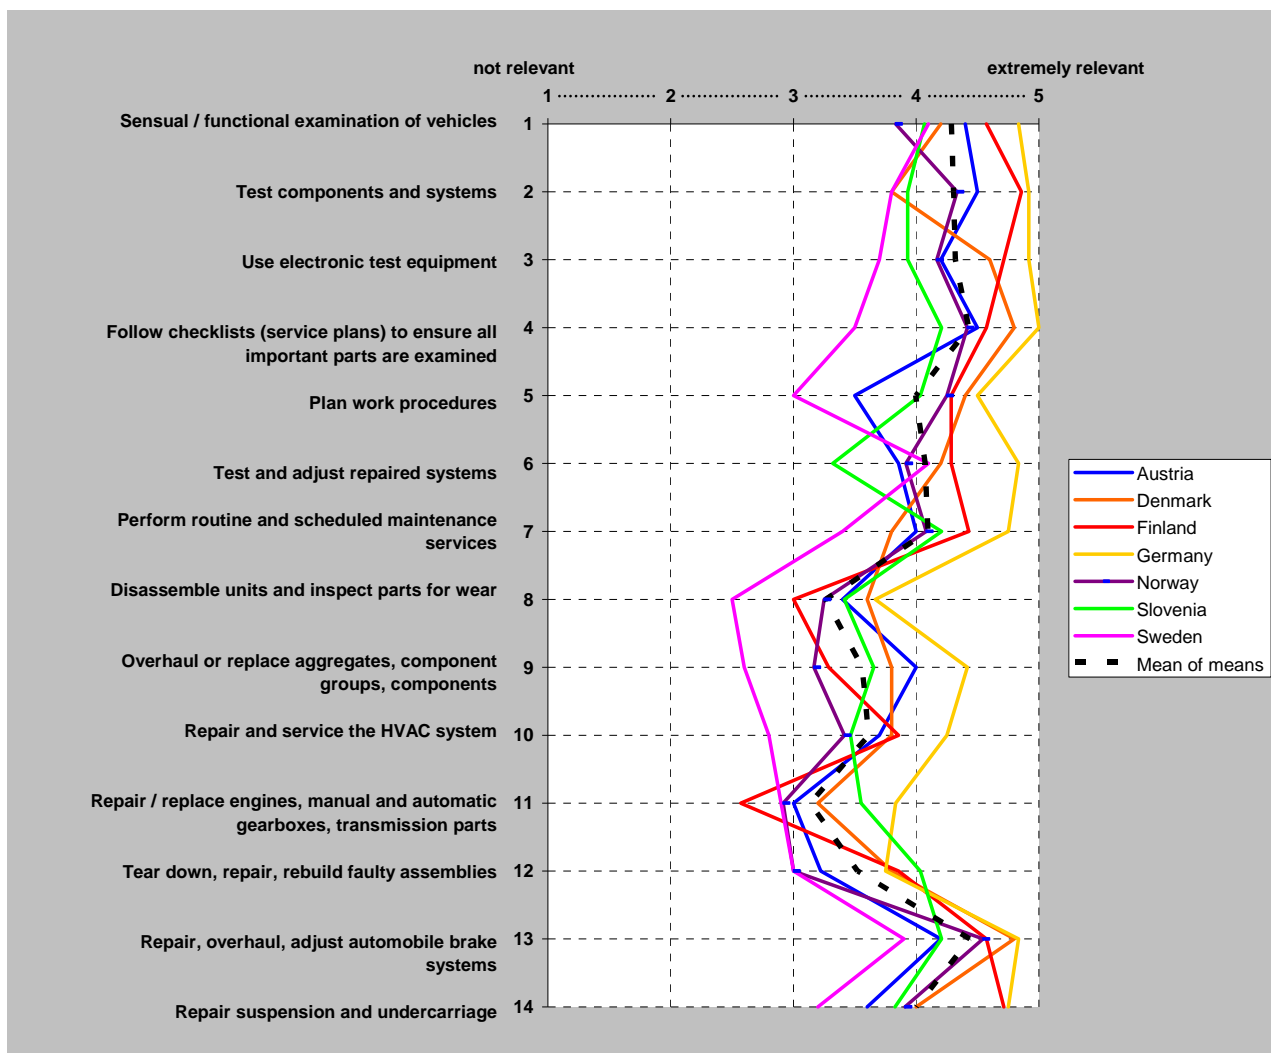 not relevant
extremely relevant
1 2 3 4 5
Sensual / functional examination of vehicles
1
Test components and systems
2
Use electronic test equipment
3
Follow checklists (service plans) to ensure all
important parts are examined
4
Plan work procedures
5
Test and adjust repaired systems
6
Perform routine and scheduled maintenance
services
7
Disassemble units and inspect parts for wear
8
Overhaul or replace aggregates, component
groups, components
9
Repair and service the HVAC system
10
Repair / replace engines, manual and automatic
gearboxes, transmission parts
11
Tear down, repair, rebuild faulty assemblies
12
Repair, overhaul, adjust automobile brake
systems
13
Repair suspension and undercarriage
14
Austria
Denmark
Finland
Germany
Norway
Slovenia
Sweden
Mean of means